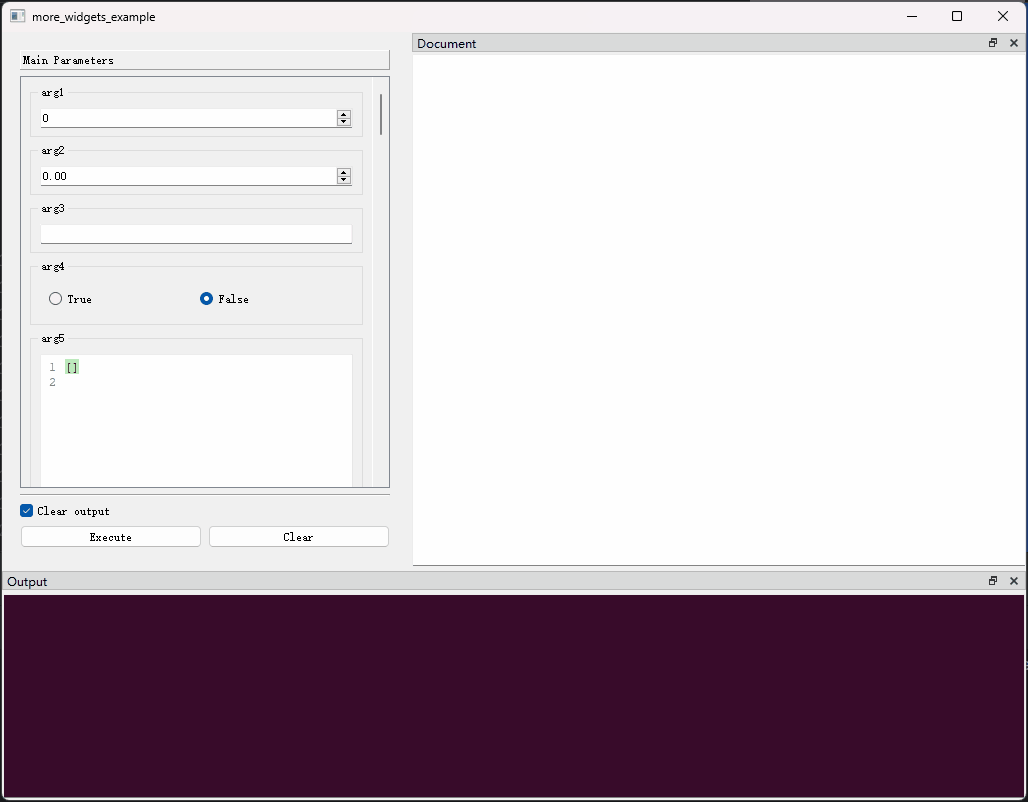 more_widgets_example
Main Parameters
arg1
0
arg2
0.00
arg3
arg4
True False
arg5
1 []
2
Clear output
Execute Clear
Document
Output